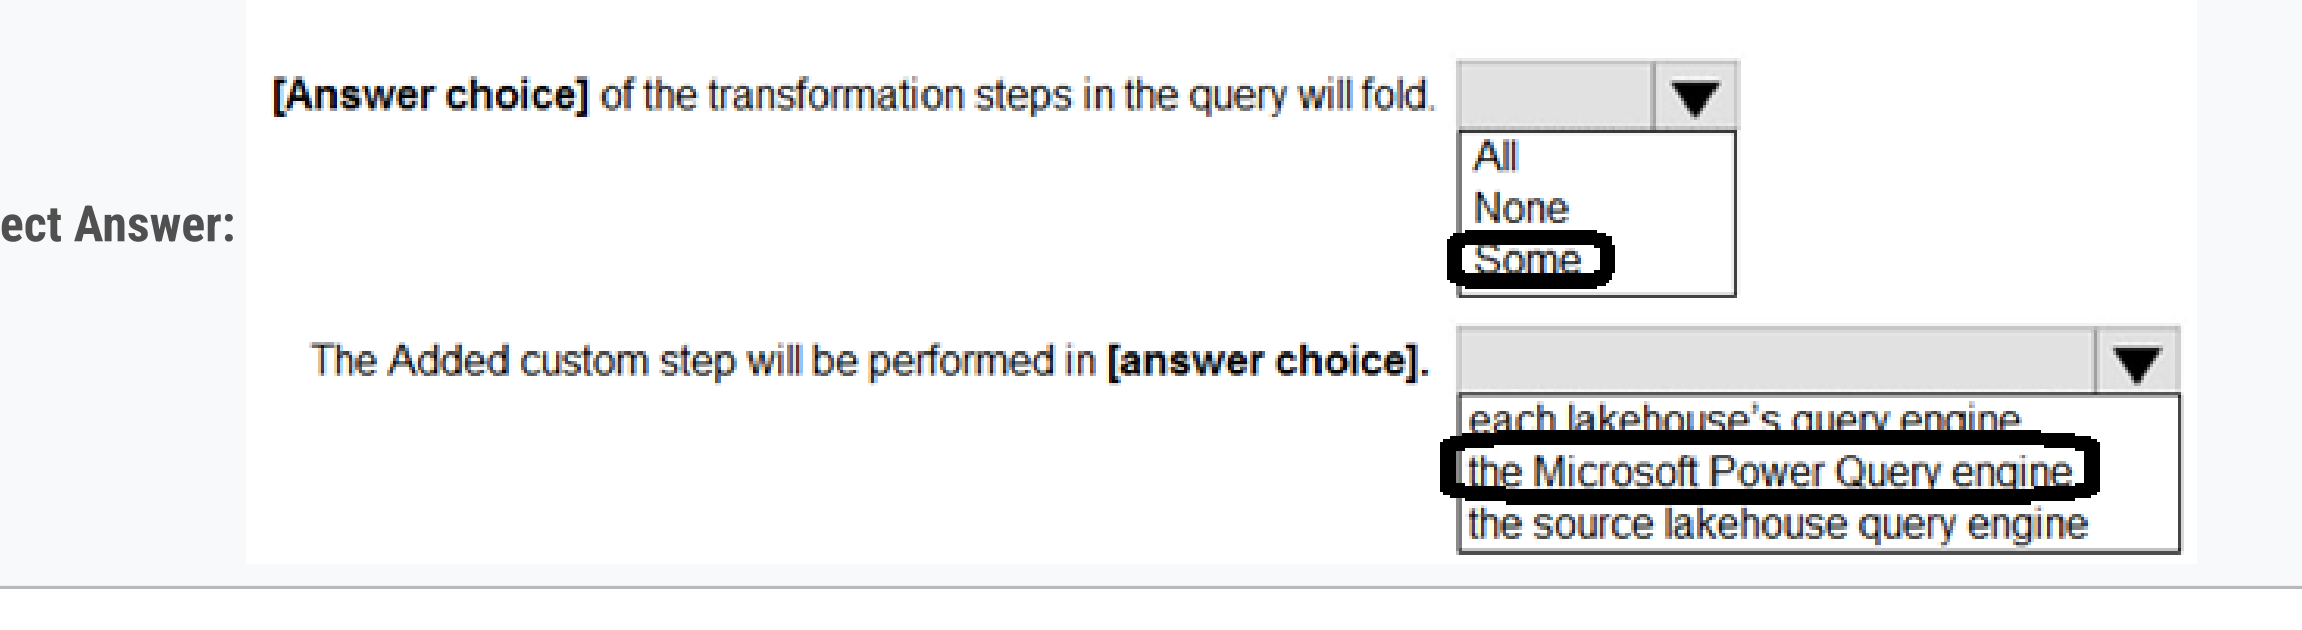 [Answer choice] of the transformation steps in the query will fold.
All
None
Some
ect Answer:
The Added custom step will be performed in [answer choice].
each lakehouse's query engine
the Microsoft Power Query engine
the source lakehouse query engine